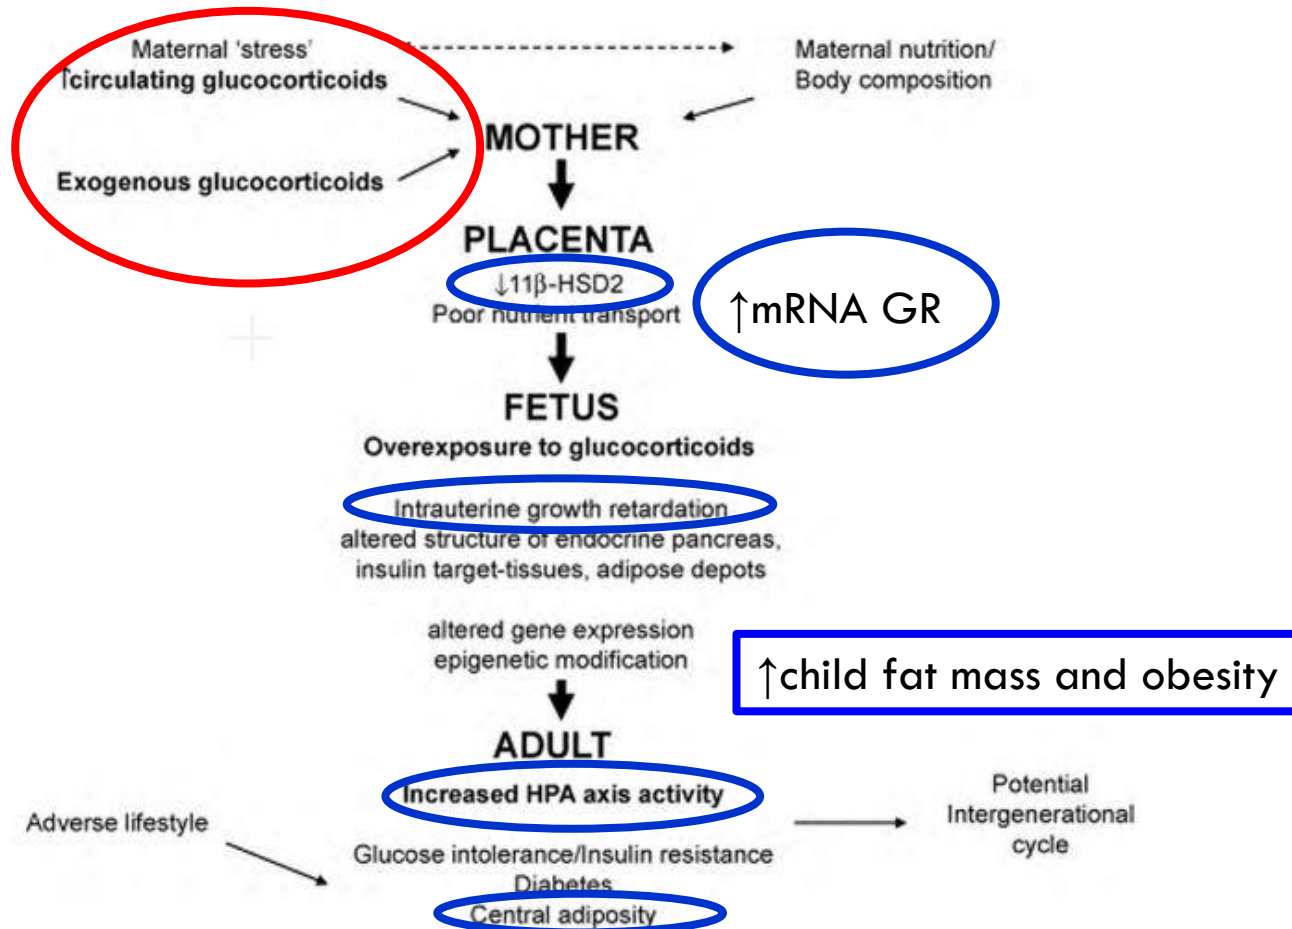 Maternal 'stress'
↑circulating glucocorticoids
Maternal nutrition/
Body composition
MOTHER
Exogenous glucocorticoids
PLACENTA
↓11β-HSD2
Poor nutrient transport
↑mRNA GR
FETUS
Overexposure to glucocorticoids
Intrauterine growth retardation
altered structure of endocrine pancreas,
insulin target-tissues, adipose depots
altered gene expression
epigenetic modification
↑child fat mass and obesity
ADULT
Increased HPA axis activity
Adverse lifestyle
Potential
Intergenerational
cycle
Glucose intolerance/Insulin resistance
Diabetes
Central adiposity